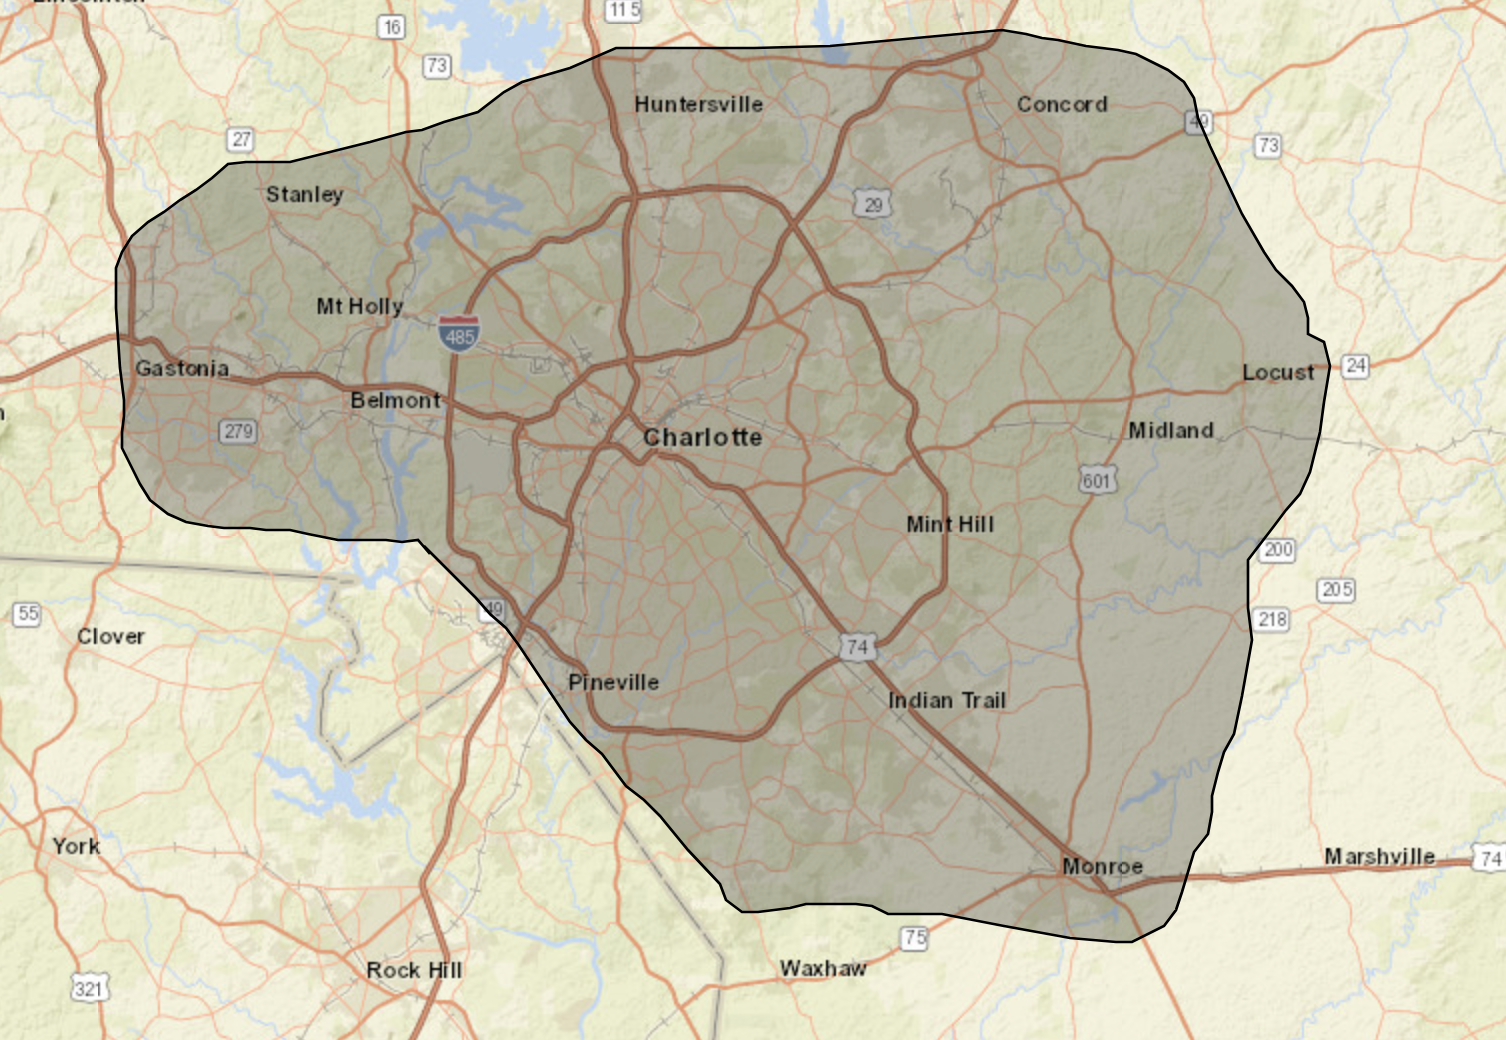 16
11 5
73
Huntersville
Concord
49
27
73
Stanley
29
Mt Holly
485
Gastonia
Locust
24
Belmont
279
Charlotte
Midland
601
Mint Hill
200
205
49
55
218
Clover
74
Pineville
Indian Trail
York
Monroe
Marshville
74
75
Rock Hill
Waxhaw
321